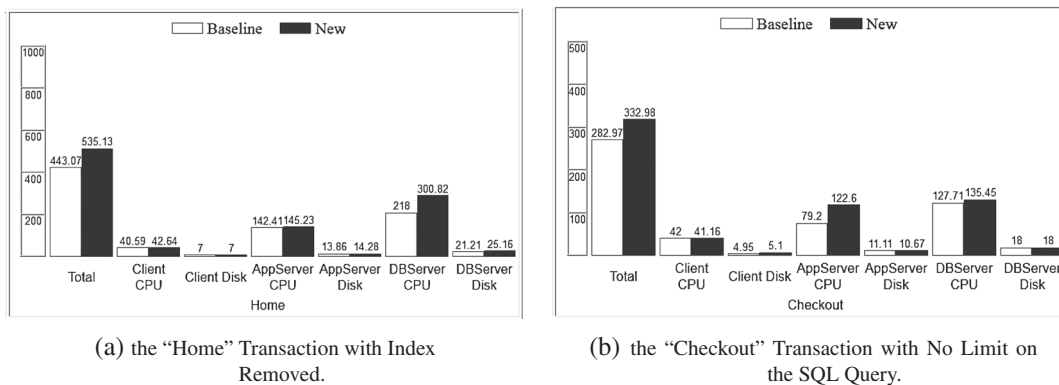 Baseline New
1000
800
600
400
200
443.07 535.13
40.59 42.64
7 7
142.41 145.23
13.86 14.28
218 300.82
21.21 25.16
Total
Client CPU
Client Disk
AppServer CPU
AppServer Disk
DBServer CPU
DBServer Disk
Home
(a) the “Home” Transaction with Index
Removed.
Baseline New
500
400
300
200
100
282.97 332.98
42 41.16
4.95 5.1
79.2 122.6
11.11 10.67
127.71 135.45
18 18
Total
Client CPU
Client Disk
AppServer CPU
AppServer Disk
DBServer CPU
DBServer Disk
Checkout
(b) the “Checkout” Transaction with No Limit on
the SQL Query.